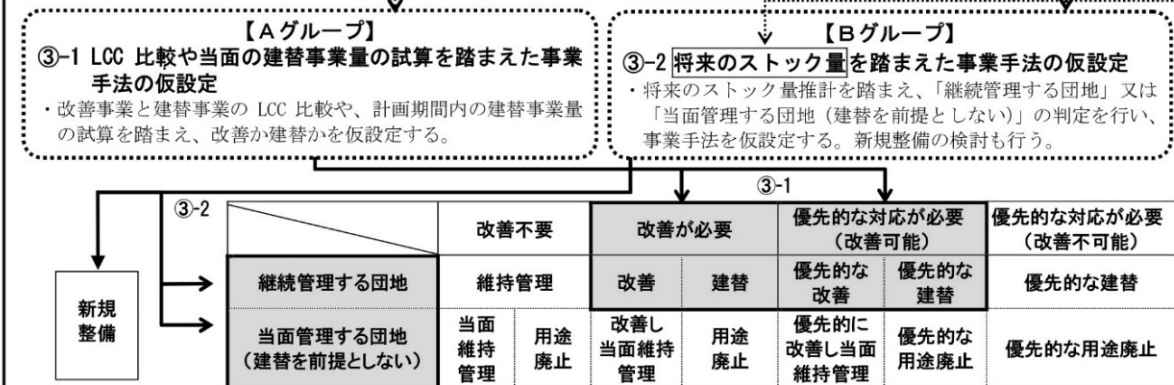 【Aグループ】
③-1 LCC 比較や当面の建替事業量の試算を踏まえた事業
手法の仮設定
・改善事業と建替事業の LCC 比較や、計画期間内の建替事業量
の試算を踏まえ、改善か建替かを仮設定する。
【Bグループ】
③-2 将来のストック量を踏まえた事業手法の仮設定
・将来のストック量推計を踏まえ、「継続管理する団地」又は
「当面管理する団地（建替を前提としない）」の判定を行い、
事業手法を仮設定する。新規整備の検討も行う。
③-1
③-2
新規
整備
改善不要
改善が必要
優先的な対応が必要
（改善可能）
優先的な対応が必要
（改善不可能）
継続管理する団地
維持管理
改善
建替
優先的な
改善
優先的な
建替
優先的な建替
当面管理する団地
（建替を前提としない）
当面
維持
管理
用途
廃止
改善し
当面維持
管理
用途
廃止
優先的に
改善し当面
維持管理
優先的な
用途廃止
優先的な用途廃止